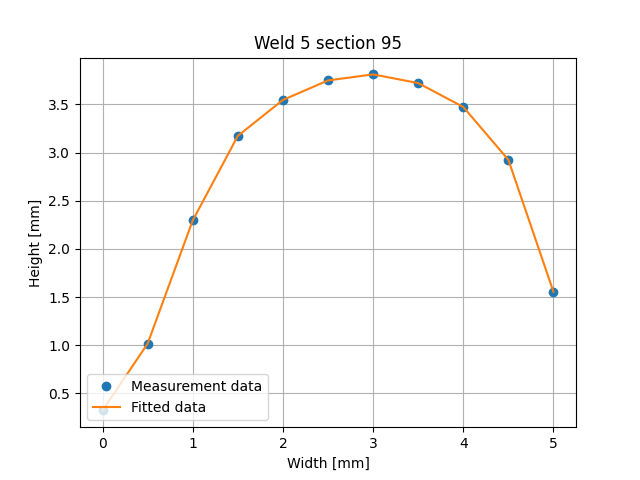 Weld 5 section 95
Height [mm]
3.5
3.0
2.5
2.0
1.5
1.0
0.5
Measurement data
Fitted data
0 1 2 3 4 5
Width [mm]